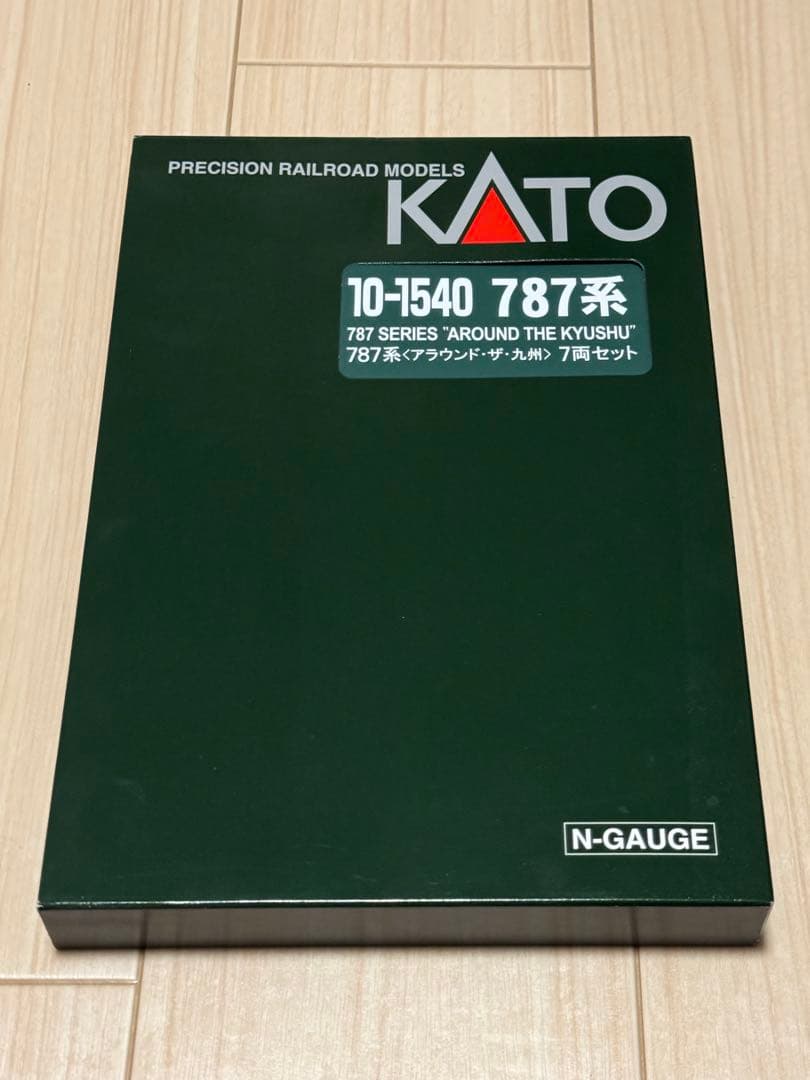 PRECISION RAILROAD MODELS
KATO
10-1540 787系
787 SERIES "AROUND THE KYUSHU"
787系<アラウンド・ザ・九州> 7両セット
N-GAUGE